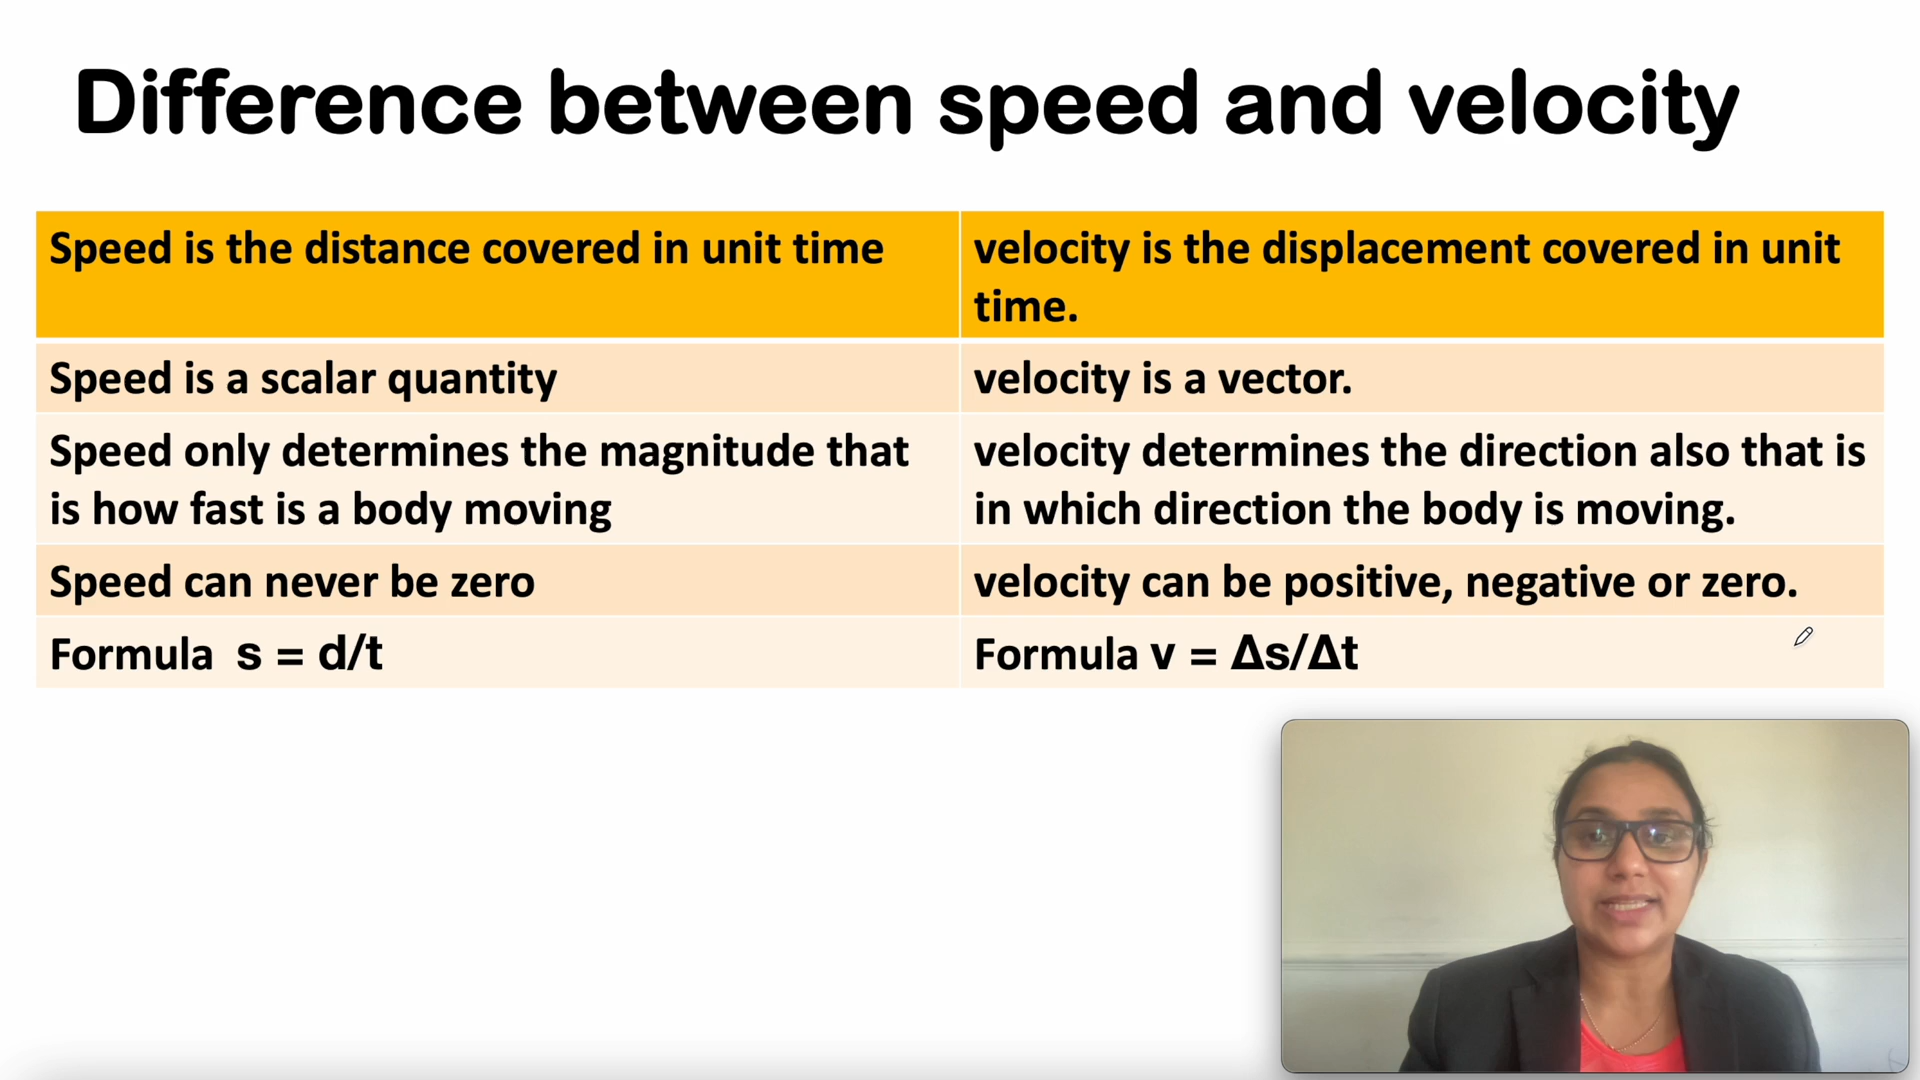 Difference between speed and velocity
Speed is the distance covered in unit time
velocity is the displacement covered in unit
time.
Speed is a scalar quantity
velocity is a vector.
Speed only determines the magnitude that
is how fast is a body moving
velocity determines the direction also that is
in which direction the body is moving.
Speed can never be zero
velocity can be positive, negative or zero.
Formula s = d/t
Formula v = Δs/Δt